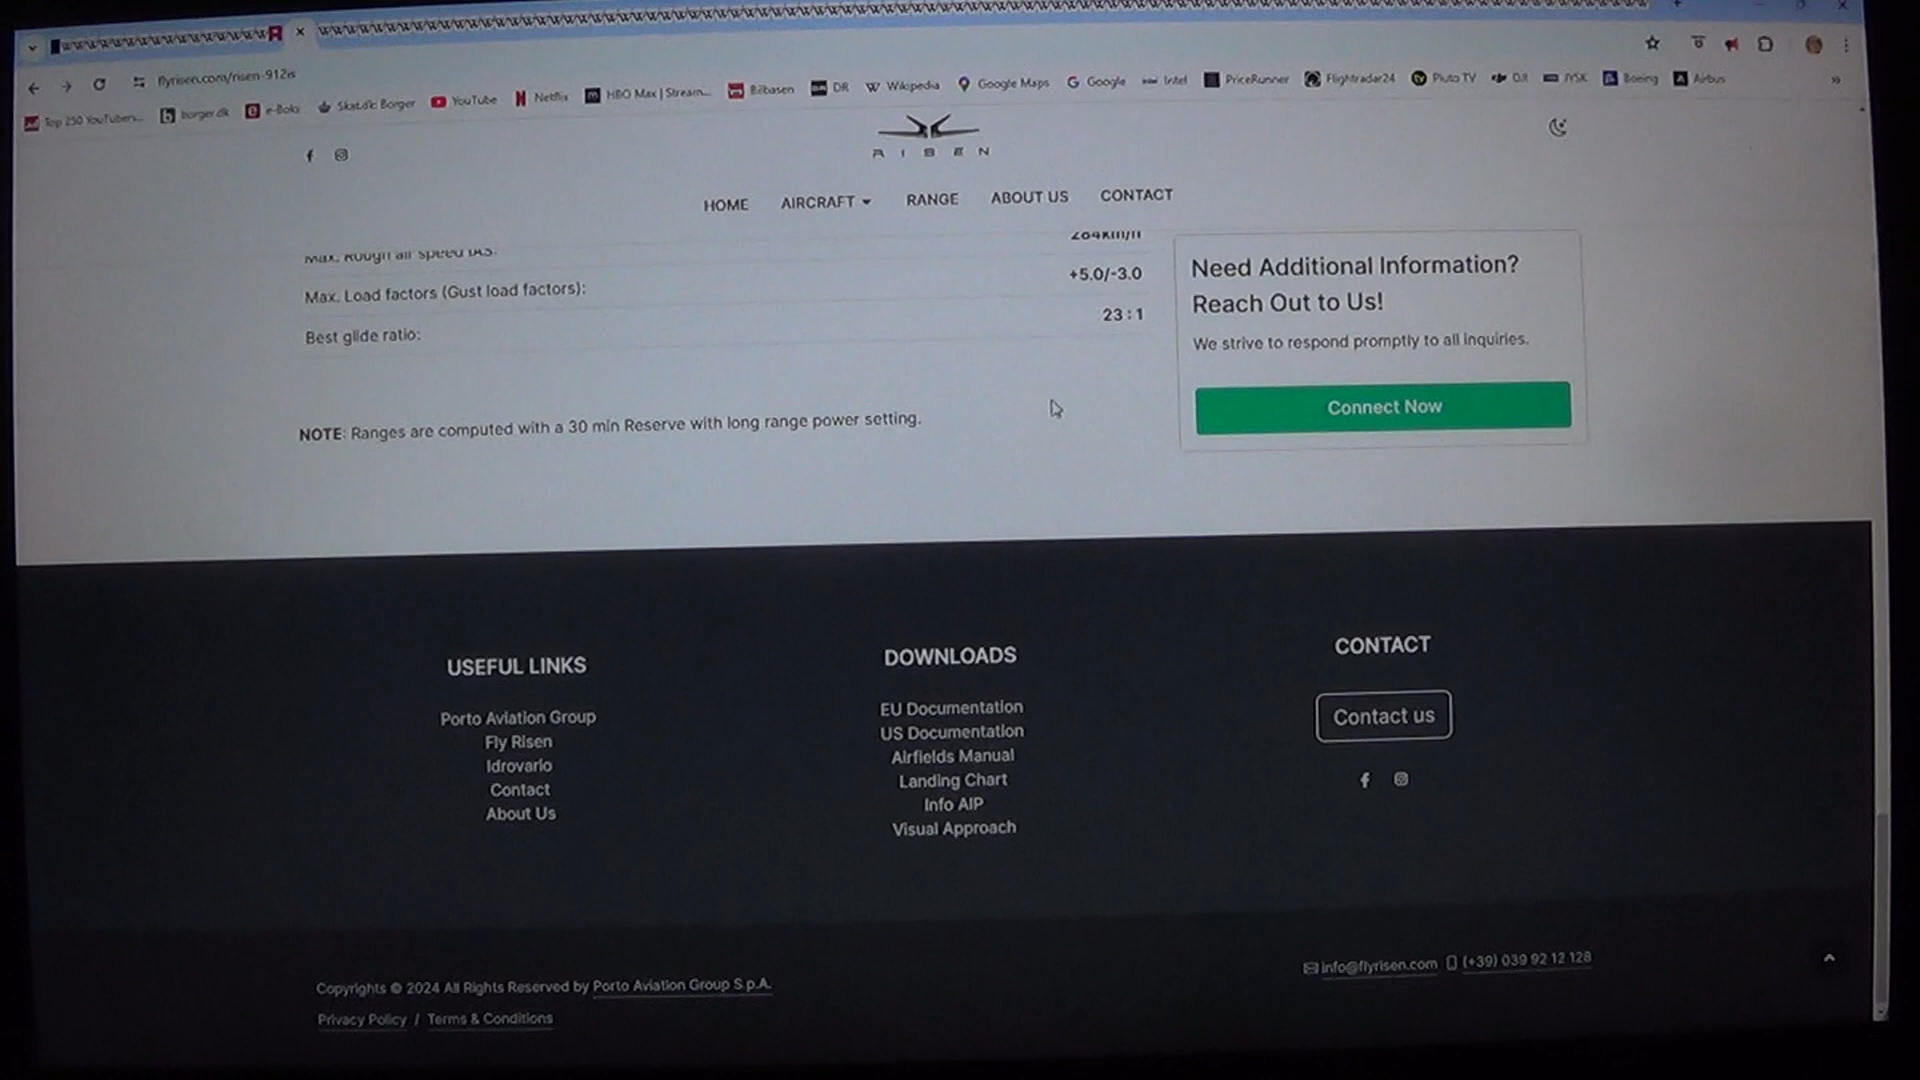 flyrisen.com/risen-912is
Top 250 YouTubers... borger.dk e-Boks Skat.dk: Borger YouTube Netflix HBO Max | Stream... Bilbasen DR Wikipedia Google Maps Google Intel PriceRunner Flightradar24 Pluto TV DJI JYSK Boeing Airbus
RISEN
HOME AIRCRAFT RANGE ABOUT US CONTACT
Max. Rough air speed IAS:
Max. Load factors (Gust load factors): +5.0/-3.0
Best glide ratio: 23 : 1
NOTE: Ranges are computed with a 30 min Reserve with long range power setting.
Need Additional Information?
Reach Out to Us!
We strive to respond promptly to all inquiries.
Connect Now
USEFUL LINKS
Porto Aviation Group
Fly Risen
Idrovario
Contact
About Us
DOWNLOADS
EU Documentation
US Documentation
Airfields Manual
Landing Chart
Info AIP
Visual Approach
CONTACT
Contact us
Copyrights © 2024 All Rights Reserved by Porto Aviation Group S.p.A.
Privacy Policy / Terms & Conditions
info@flyrisen.com (+39) 039 92 12 128